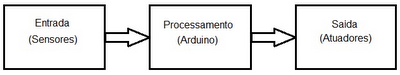 Entrada
(Sensores)
Processamento
(Arduino)
Saida
(Atuadores)